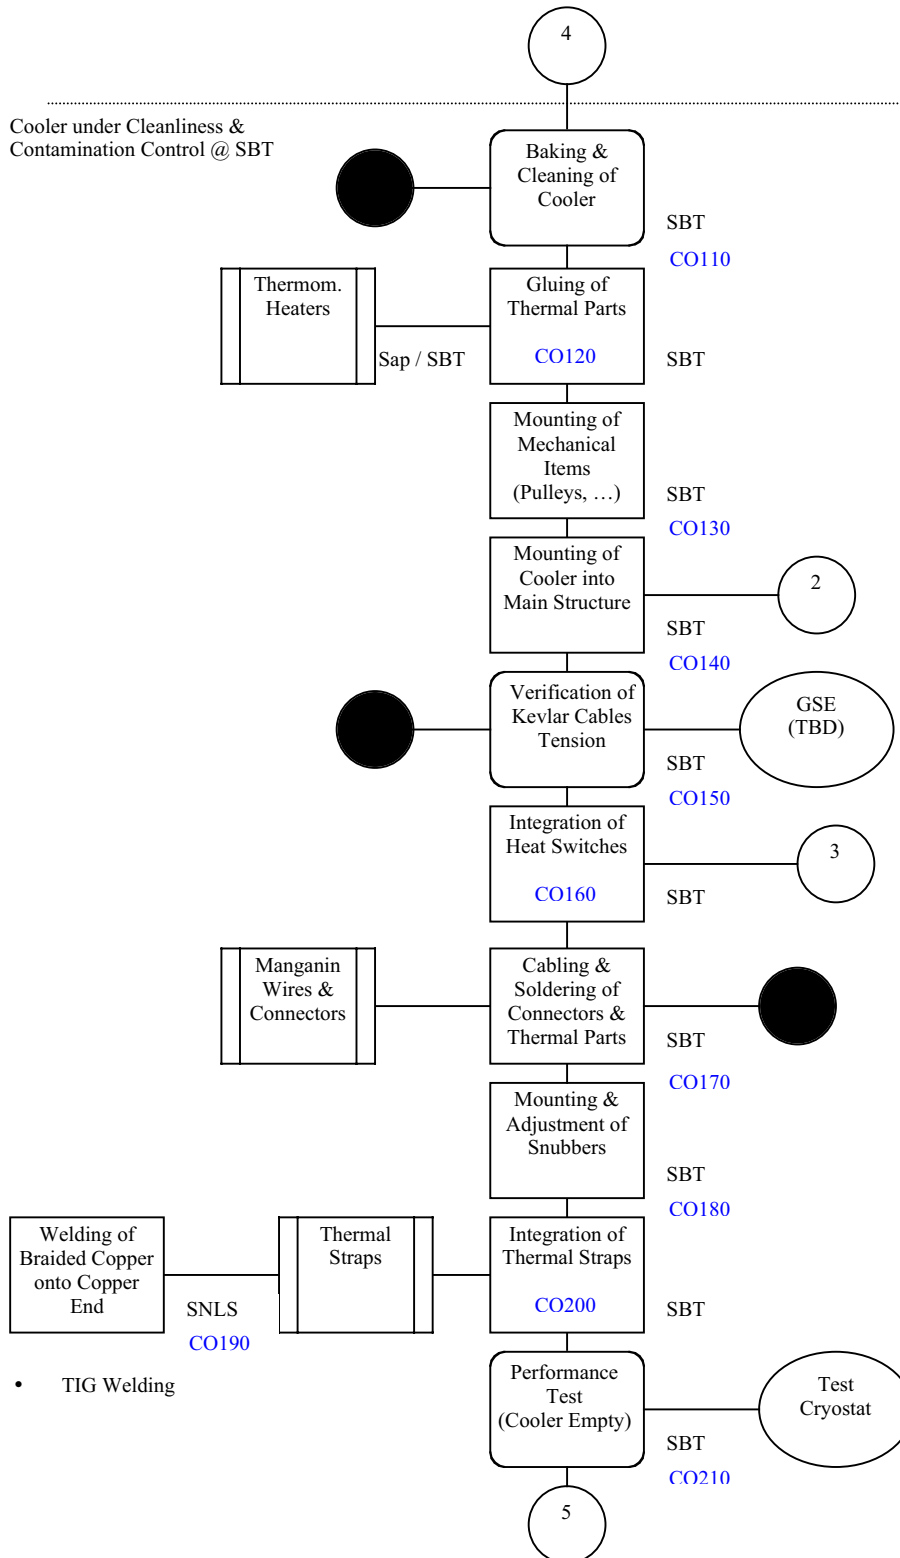 4
Cooler under Cleanliness &
Contamination Control @ SBT
Baking &
Cleaning of
Cooler
SBT
CO110
Thermom.
Heaters
Sap / SBT
Gluing of
Thermal Parts
CO120
SBT
Mounting of
Mechanical
Items
(Pulleys, …)
SBT
CO130
Mounting of
Cooler into
Main Structure
SBT
CO140
2
Verification of
Kevlar Cables
Tension
SBT
CO150
GSE
(TBD)
Integration of
Heat Switches
CO160
SBT
3
Manganin
Wires &
Connectors
Cabling &
Soldering of
Connectors &
Thermal Parts
SBT
CO170
Mounting &
Adjustment of
Snubbers
SBT
CO180
Welding of
Braided Copper
onto Copper
End
SNLS
CO190
Thermal
Straps
Integration of
Thermal Straps
CO200
SBT
• TIG Welding
Performance
Test
(Cooler Empty)
SBT
CO210
Test
Cryostat
5